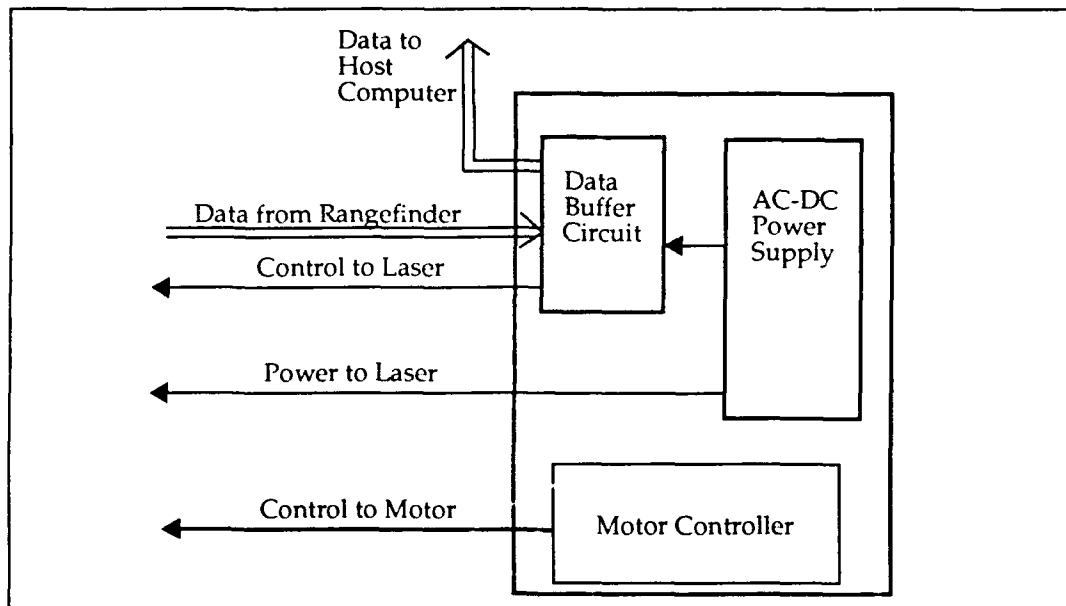 Data to
Host
Computer
Data
Buffer
Circuit
AC-DC
Power
Supply
Data from Rangefinder
Control to Laser
Power to Laser
Control to Motor
Motor Controller